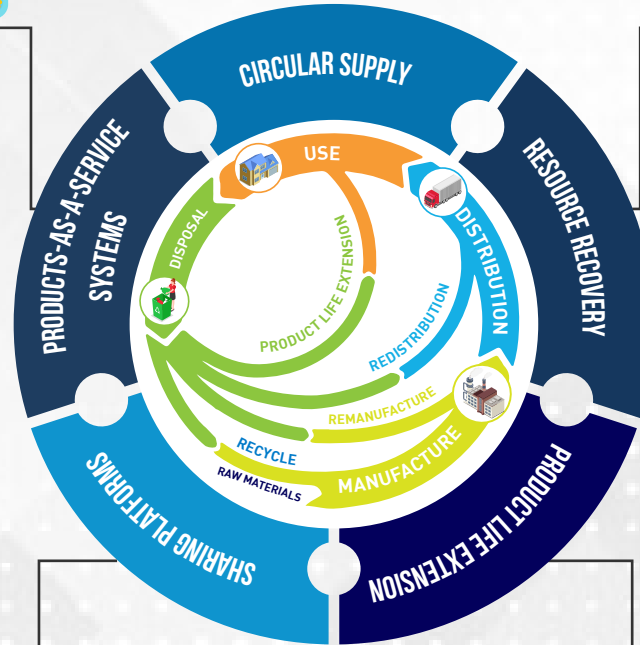 CIRCULAR SUPPLY
RESOURCE RECOVERY
PRODUCT LIFE EXTENSION
SHARING PLATFORMS
PRODUCTS-AS-A-SERVICE
SYSTEMS
USE
DISTRIBUTION
MANUFACTURE
RAW MATERIALS
RECYCLE
REMANUFACTURE
REDISTRIBUTION
PRODUCT LIFE EXTENSION
DISPOSAL